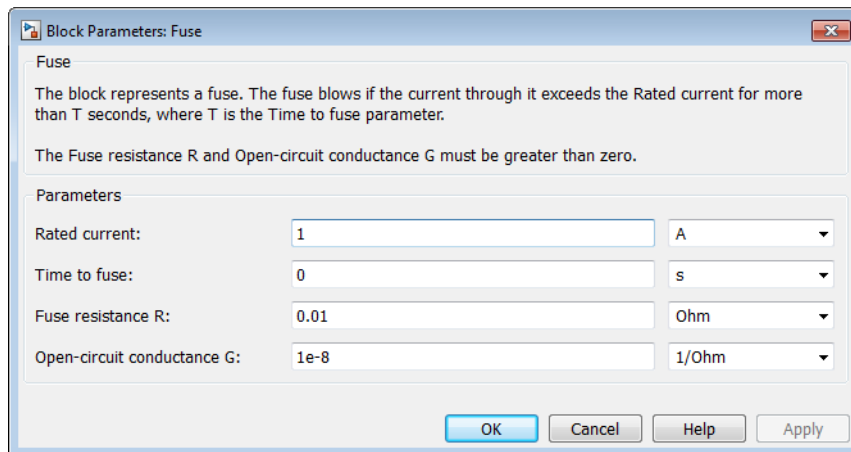 Block Parameters: Fuse
Fuse
The block represents a fuse. The fuse blows if the current through it exceeds the Rated current for more
than T seconds, where T is the Time to fuse parameter.
The Fuse resistance R and Open-circuit conductance G must be greater than zero.
Parameters
Rated current: 1 A
Time to fuse: 0 s
Fuse resistance R: 0.01 Ohm
Open-circuit conductance G: 1e-8 1/Ohm
OK Cancel Help Apply